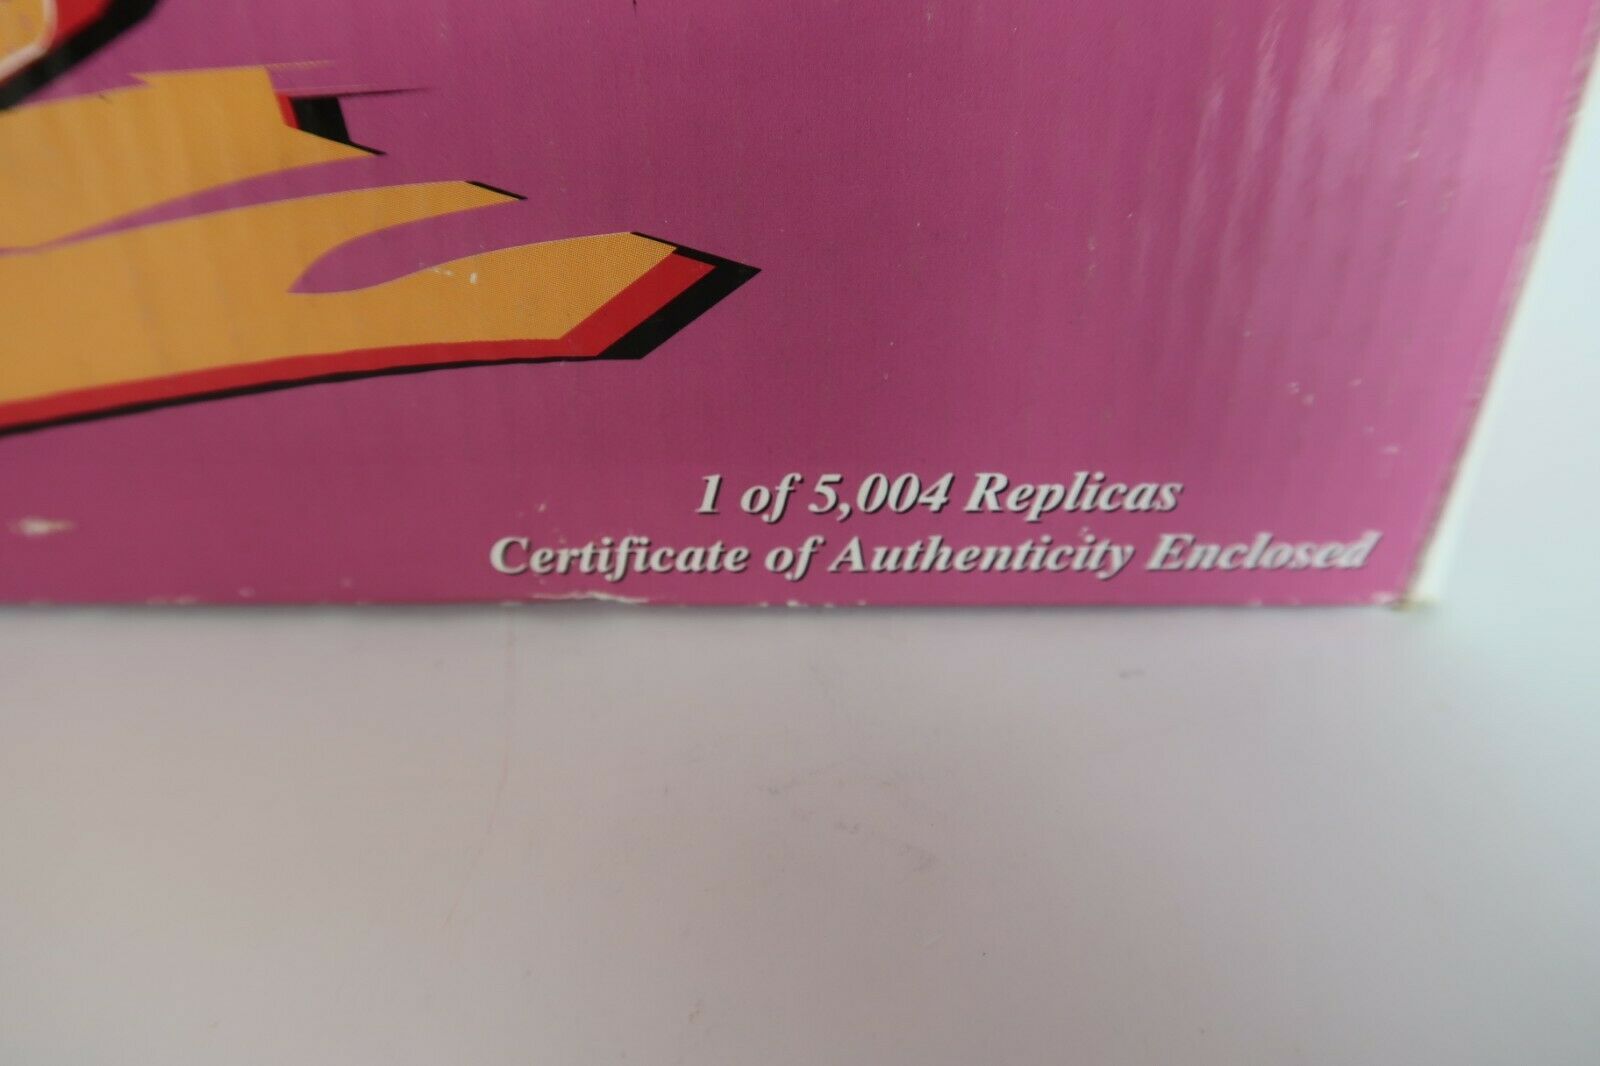 1 of 5,004 Replicas
Certificate of Authenticity Enclosed